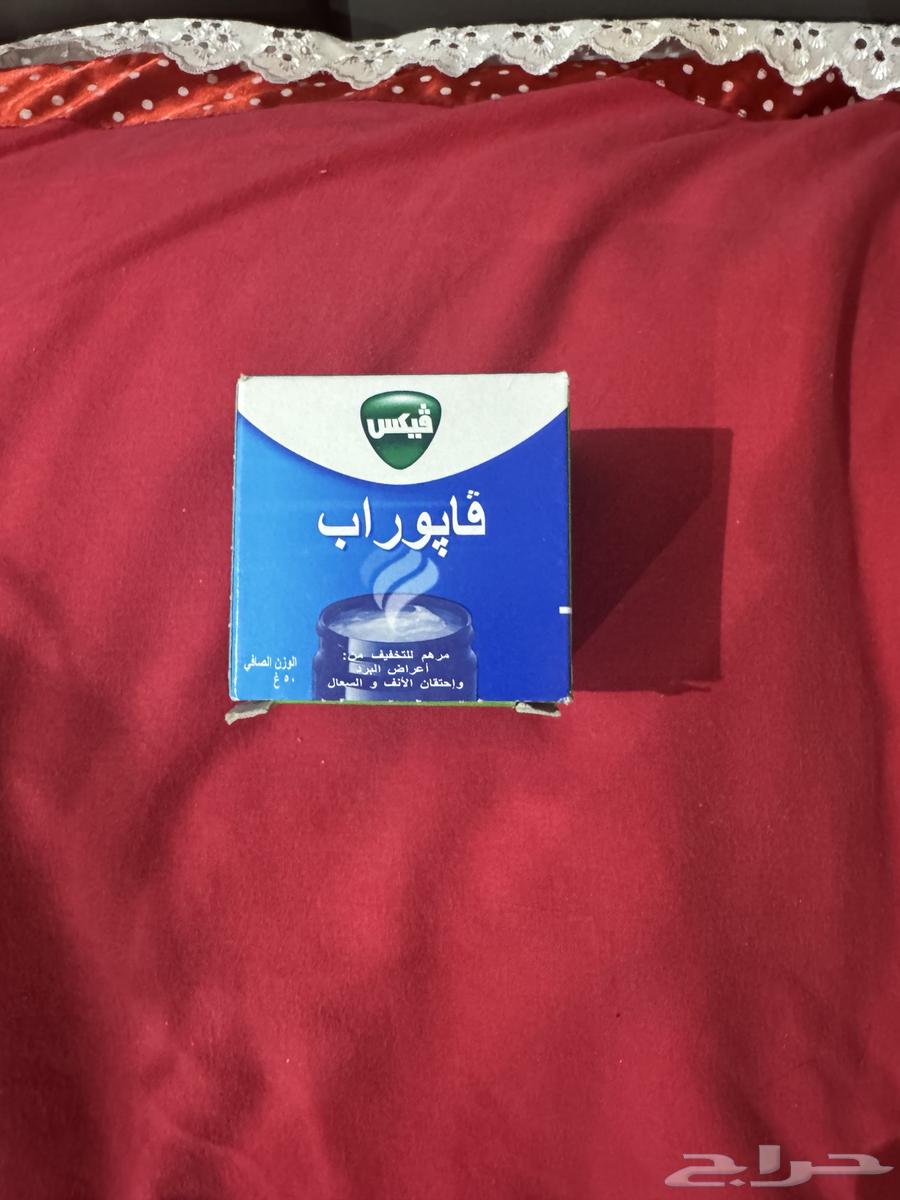 ڤيكس
ڤاپوراب
مرهم للتخفيف من:
أعراض البرد
وإحتقان الأنف و السعال
الوزن الصافي
٥٠ غ
حراج